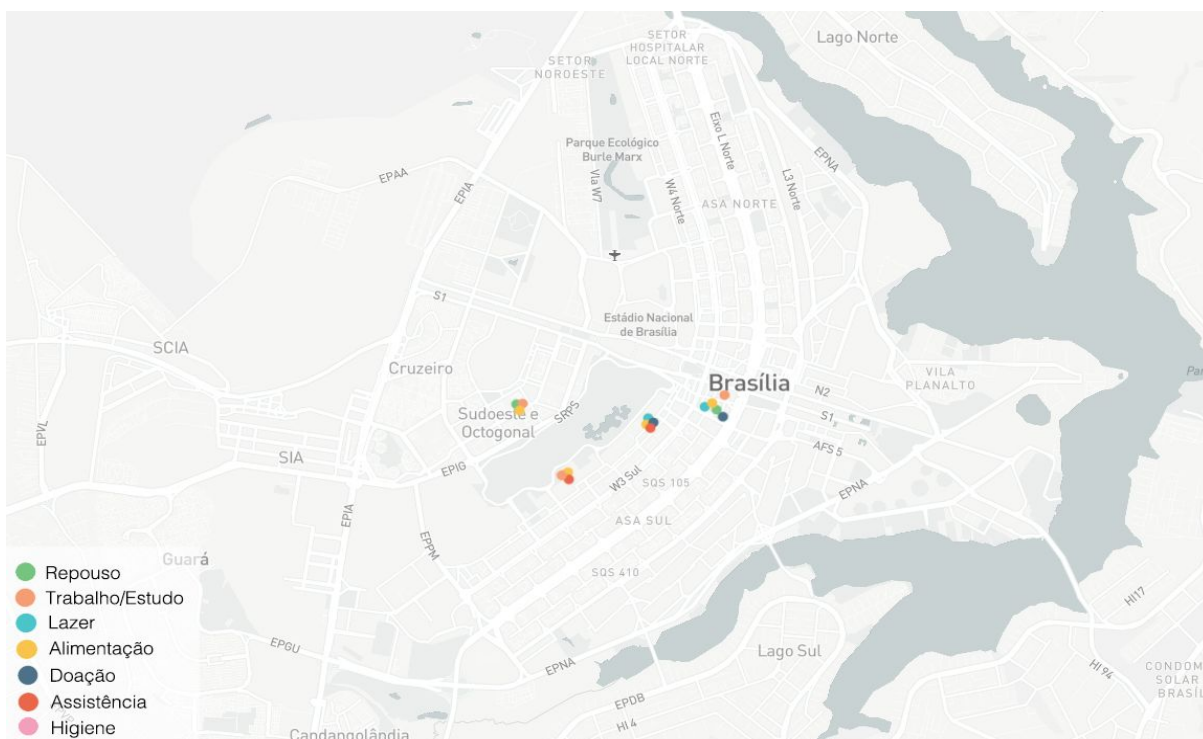 Lago Norte
SETOR
HOSPITALAR
LOCAL NORTE
SETOR
NOROESTE
Parque Ecológico
Burle Marx
Eixo L Norte
EPNA
EPAA
EPIA
Via W7
W4 Norte
L3 Norte
ASA NORTE
S1
Estádio Nacional
de Brasília
SCIA
Cruzeiro
Brasília
VILA
PLANALTO
N2
Sudoeste e
Octogonal
SRPS
S1
EPVL
SIA
EPIG
W3 Sul
SQS 105
AFS 5
EPNA
EPIA
EPPM
ASA SUL
Guará
SQS 410
HI17
EPGU
EPNA
Lago Sul
HI 94
CONDOM
SOLAR
BRASÍL
EPDB
HI 4
Candangolândia
Repouso
Trabalho/Estudo
Lazer
Alimentação
Doação
Assistência
Higiene